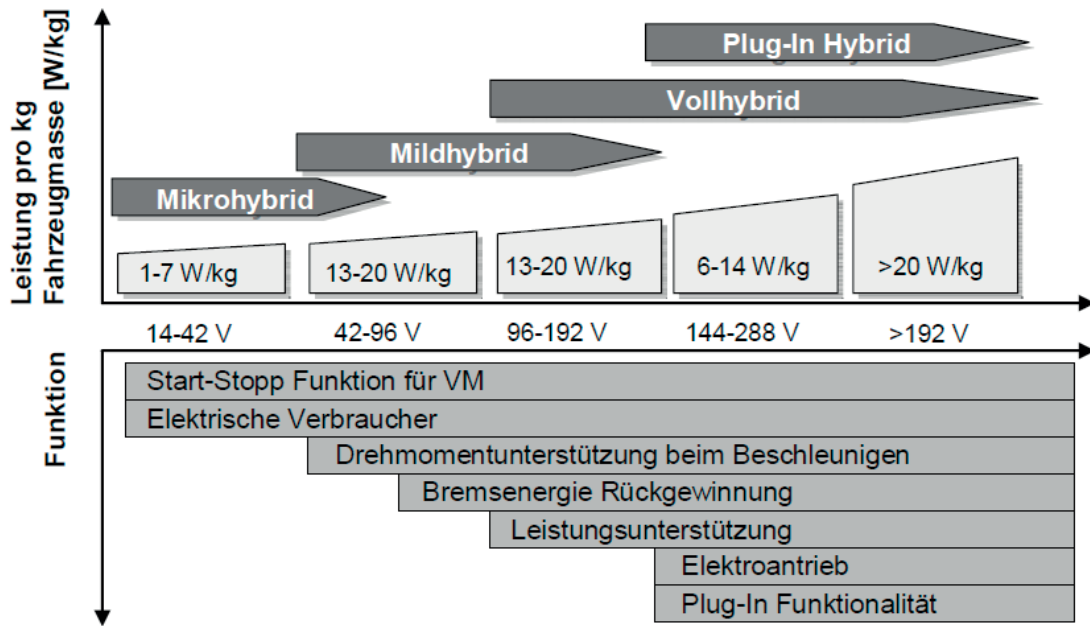 Leistung pro kg
Fahrzeugmasse [W/kg]
Plug-In Hybrid
Vollhybrid
Mildhybrid
Mikrohybrid
1-7 W/kg
13-20 W/kg
13-20 W/kg
6-14 W/kg
>20 W/kg
14-42 V
42-96 V
96-192 V
144-288 V
>192 V
Funktion
Start-Stopp Funktion für VM
Elektrische Verbraucher
Drehmomentunterstützung beim Beschleunigen
Bremsenergie Rückgewinnung
Leistungsunterstützung
Elektroantrieb
Plug-In Funktionalität